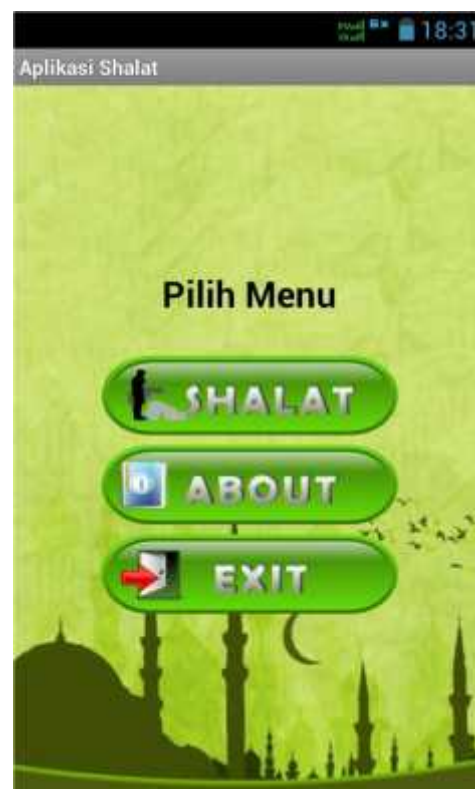 18:31
Aplikasi Shalat
Pilih Menu
SHALAT
ABOUT
EXIT